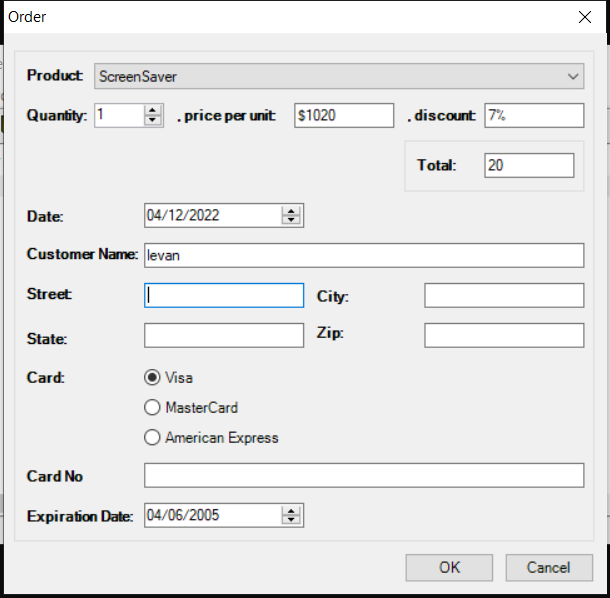 Order
Product: ScreenSaver
Quantity: 1 . price per unit: $1020 . discount: 7%
Total: 20
Date: 04/12/2022
Customer Name: levan
Street: City:
State: Zip:
Card: Visa
MasterCard
American Express
Card No
Expiration Date: 04/06/2005
OK Cancel